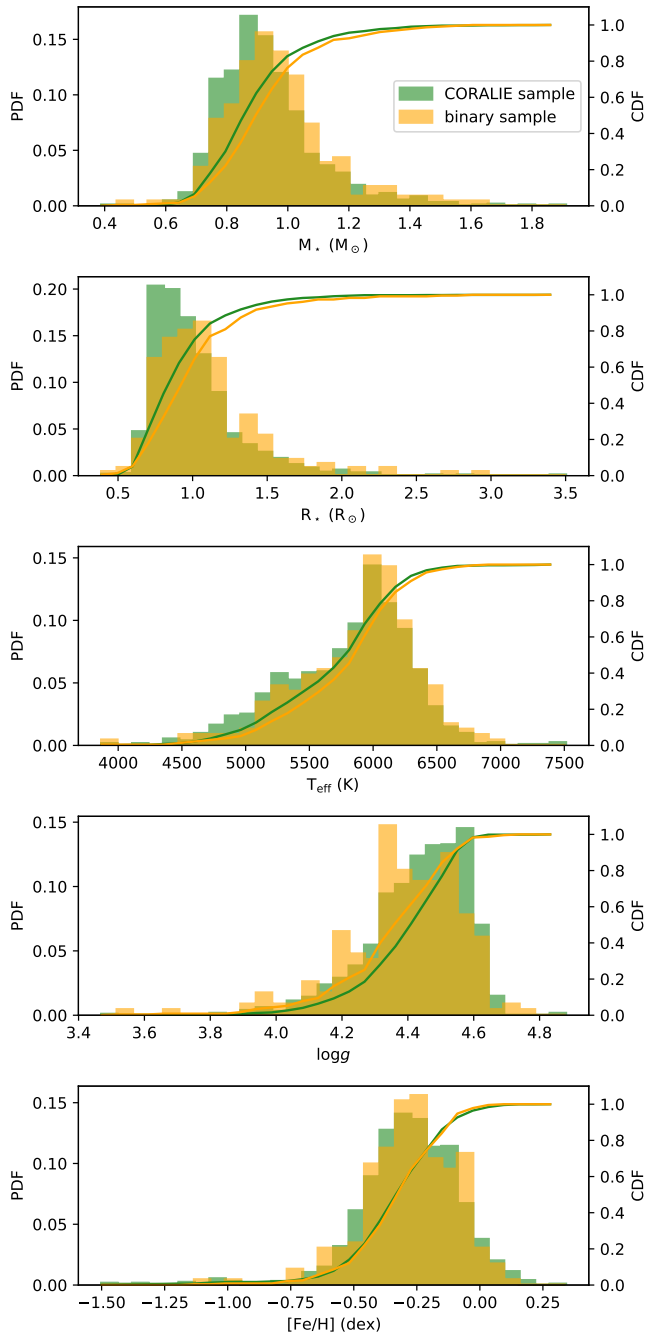 0.15
0.10
0.05
0.00
PDF
1.0
0.8
0.6
0.4
0.2
0.0
CDF
CORALIE sample
binary sample
0.4 0.6 0.8 1.0 1.2 1.4 1.6 1.8
M⋆ (M⊙)
0.20
0.15
0.10
0.05
0.00
PDF
1.0
0.8
0.6
0.4
0.2
0.0
CDF
0.5 1.0 1.5 2.0 2.5 3.0 3.5
R⋆ (R⊙)
0.15
0.10
0.05
0.00
PDF
1.0
0.8
0.6
0.4
0.2
0.0
CDF
4000 4500 5000 5500 6000 6500 7000 7500
Teff (K)
0.15
0.10
0.05
0.00
PDF
1.0
0.8
0.6
0.4
0.2
0.0
CDF
3.4 3.6 3.8 4.0 4.2 4.4 4.6 4.8
logg
0.15
0.10
0.05
0.00
PDF
1.0
0.8
0.6
0.4
0.2
0.0
CDF
−1.50 −1.25 −1.00 −0.75 −0.50 −0.25 0.00 0.25
[Fe/H] (dex)